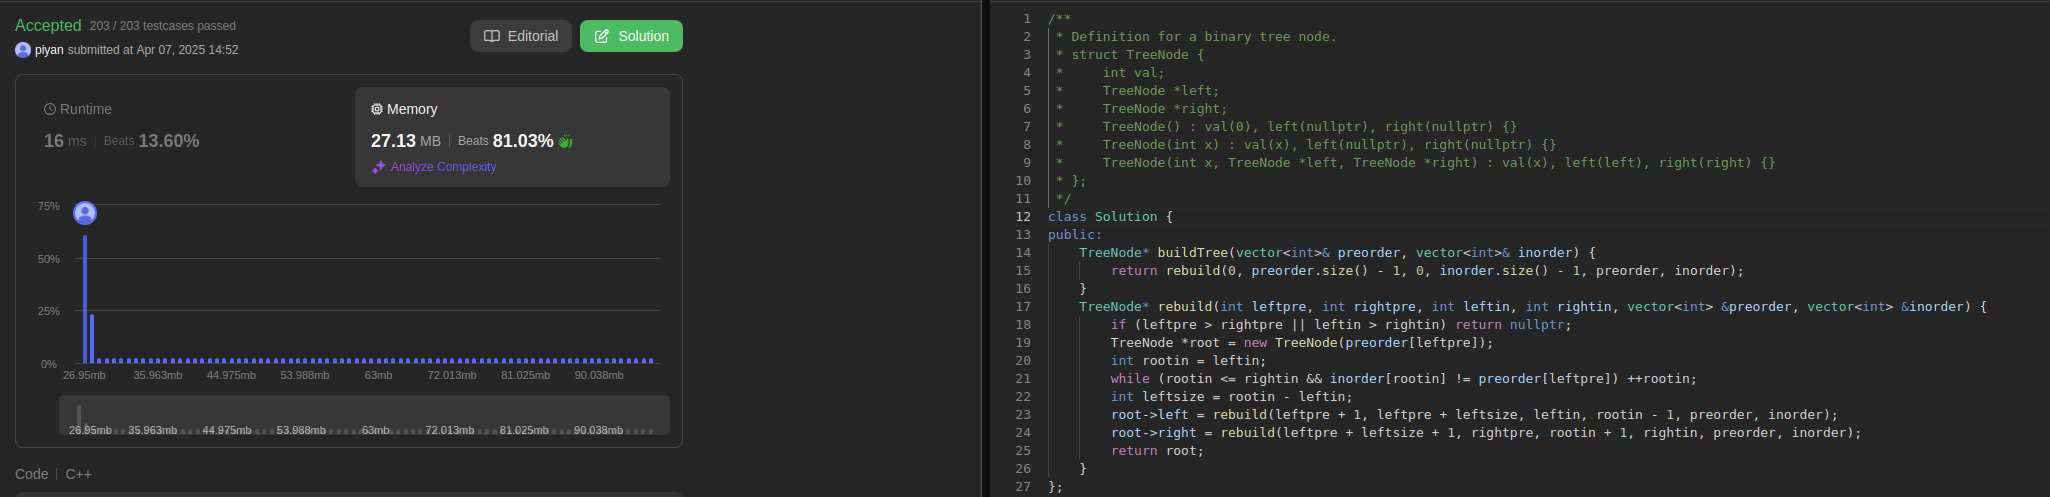 Accepted 203 / 203 testcases passed
piyan submitted at Apr 07, 2025 14:52
Editorial
Solution
Runtime
16 ms | Beats 13.60%
Memory
27.13 MB | Beats 81.03%
Analyze Complexity
75%
50%
25%
0%
26.95mb 35.963mb 44.975mb 53.988mb 63mb 72.013mb 81.025mb 90.038mb
26.95mb 35.963mb 44.975mb 53.988mb 63mb 72.013mb 81.025mb 90.038mb
Code | C++
1 /**
2  * Definition for a binary tree node.
3  * struct TreeNode {
4  *     int val;
5  *     TreeNode *left;
6  *     TreeNode *right;
7  *     TreeNode() : val(0), left(nullptr), right(nullptr) {}
8  *     TreeNode(int x) : val(x), left(nullptr), right(nullptr) {}
9  *     TreeNode(int x, TreeNode *left, TreeNode *right) : val(x), left(left), right(right) {}
10  * };
11  */
12 class Solution {
13 public:
14     TreeNode* buildTree(vector<int>& preorder, vector<int>& inorder) {
15         return rebuild(0, preorder.size() - 1, 0, inorder.size() - 1, preorder, inorder);
16     }
17     TreeNode* rebuild(int leftpre, int rightpre, int leftin, int rightin, vector<int> &preorder, vector<int> &inorder) {
18         if (leftpre > rightpre || leftin > rightin) return nullptr;
19         TreeNode *root = new TreeNode(preorder[leftpre]);
20         int rootin = leftin;
21         while (rootin <= rightin && inorder[rootin] != preorder[leftpre]) ++rootin;
22         int leftsize = rootin - leftin;
23         root->left = rebuild(leftpre + 1, leftpre + leftsize, leftin, rootin - 1, preorder, inorder);
24         root->right = rebuild(leftpre + leftsize + 1, rightpre, rootin + 1, rightin, preorder, inorder);
25         return root;
26     }
27 };